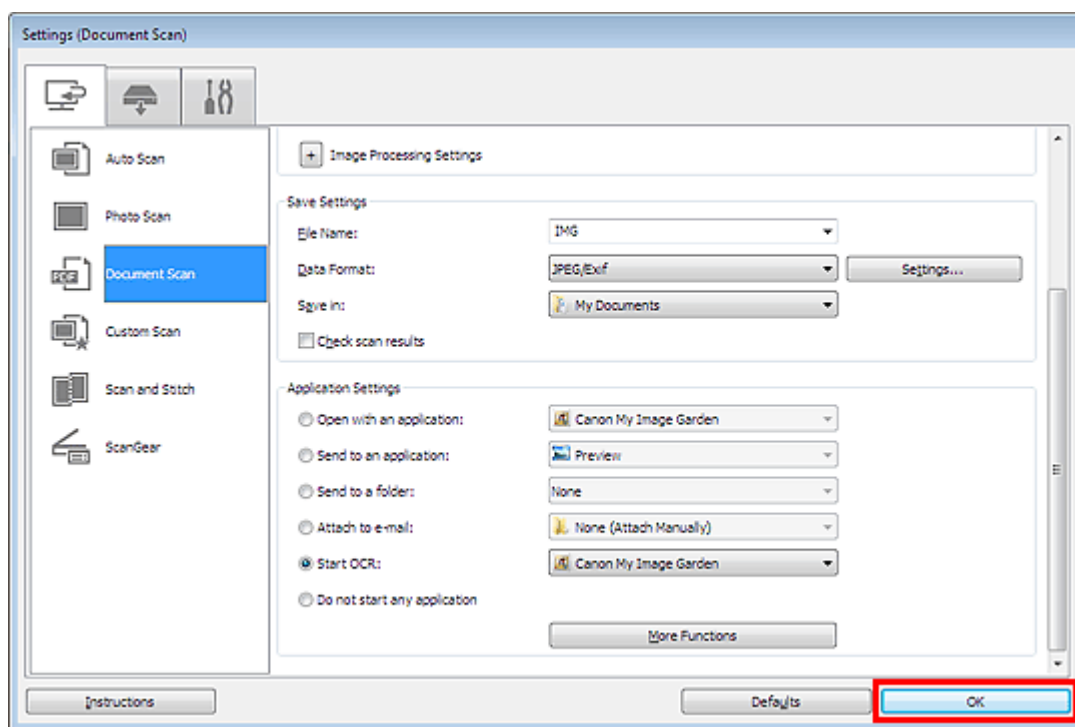 Settings (Document Scan)
Auto Scan
Photo Scan
PDF
Document Scan
Custom Scan
Scan and Stitch
ScanGear
+ Image Processing Settings
Save Settings
File Name: IMG
Data Format: JPEG/Exif Settings...
Save in: My Documents
Check scan results
Application Settings
Open with an application: Canon My Image Garden
Send to an application: Preview
Send to a folder: None
Attach to e-mail: None (Attach Manually)
Start OCR: Canon My Image Garden
Do not start any application
More Functions
Instructions Defaults OK